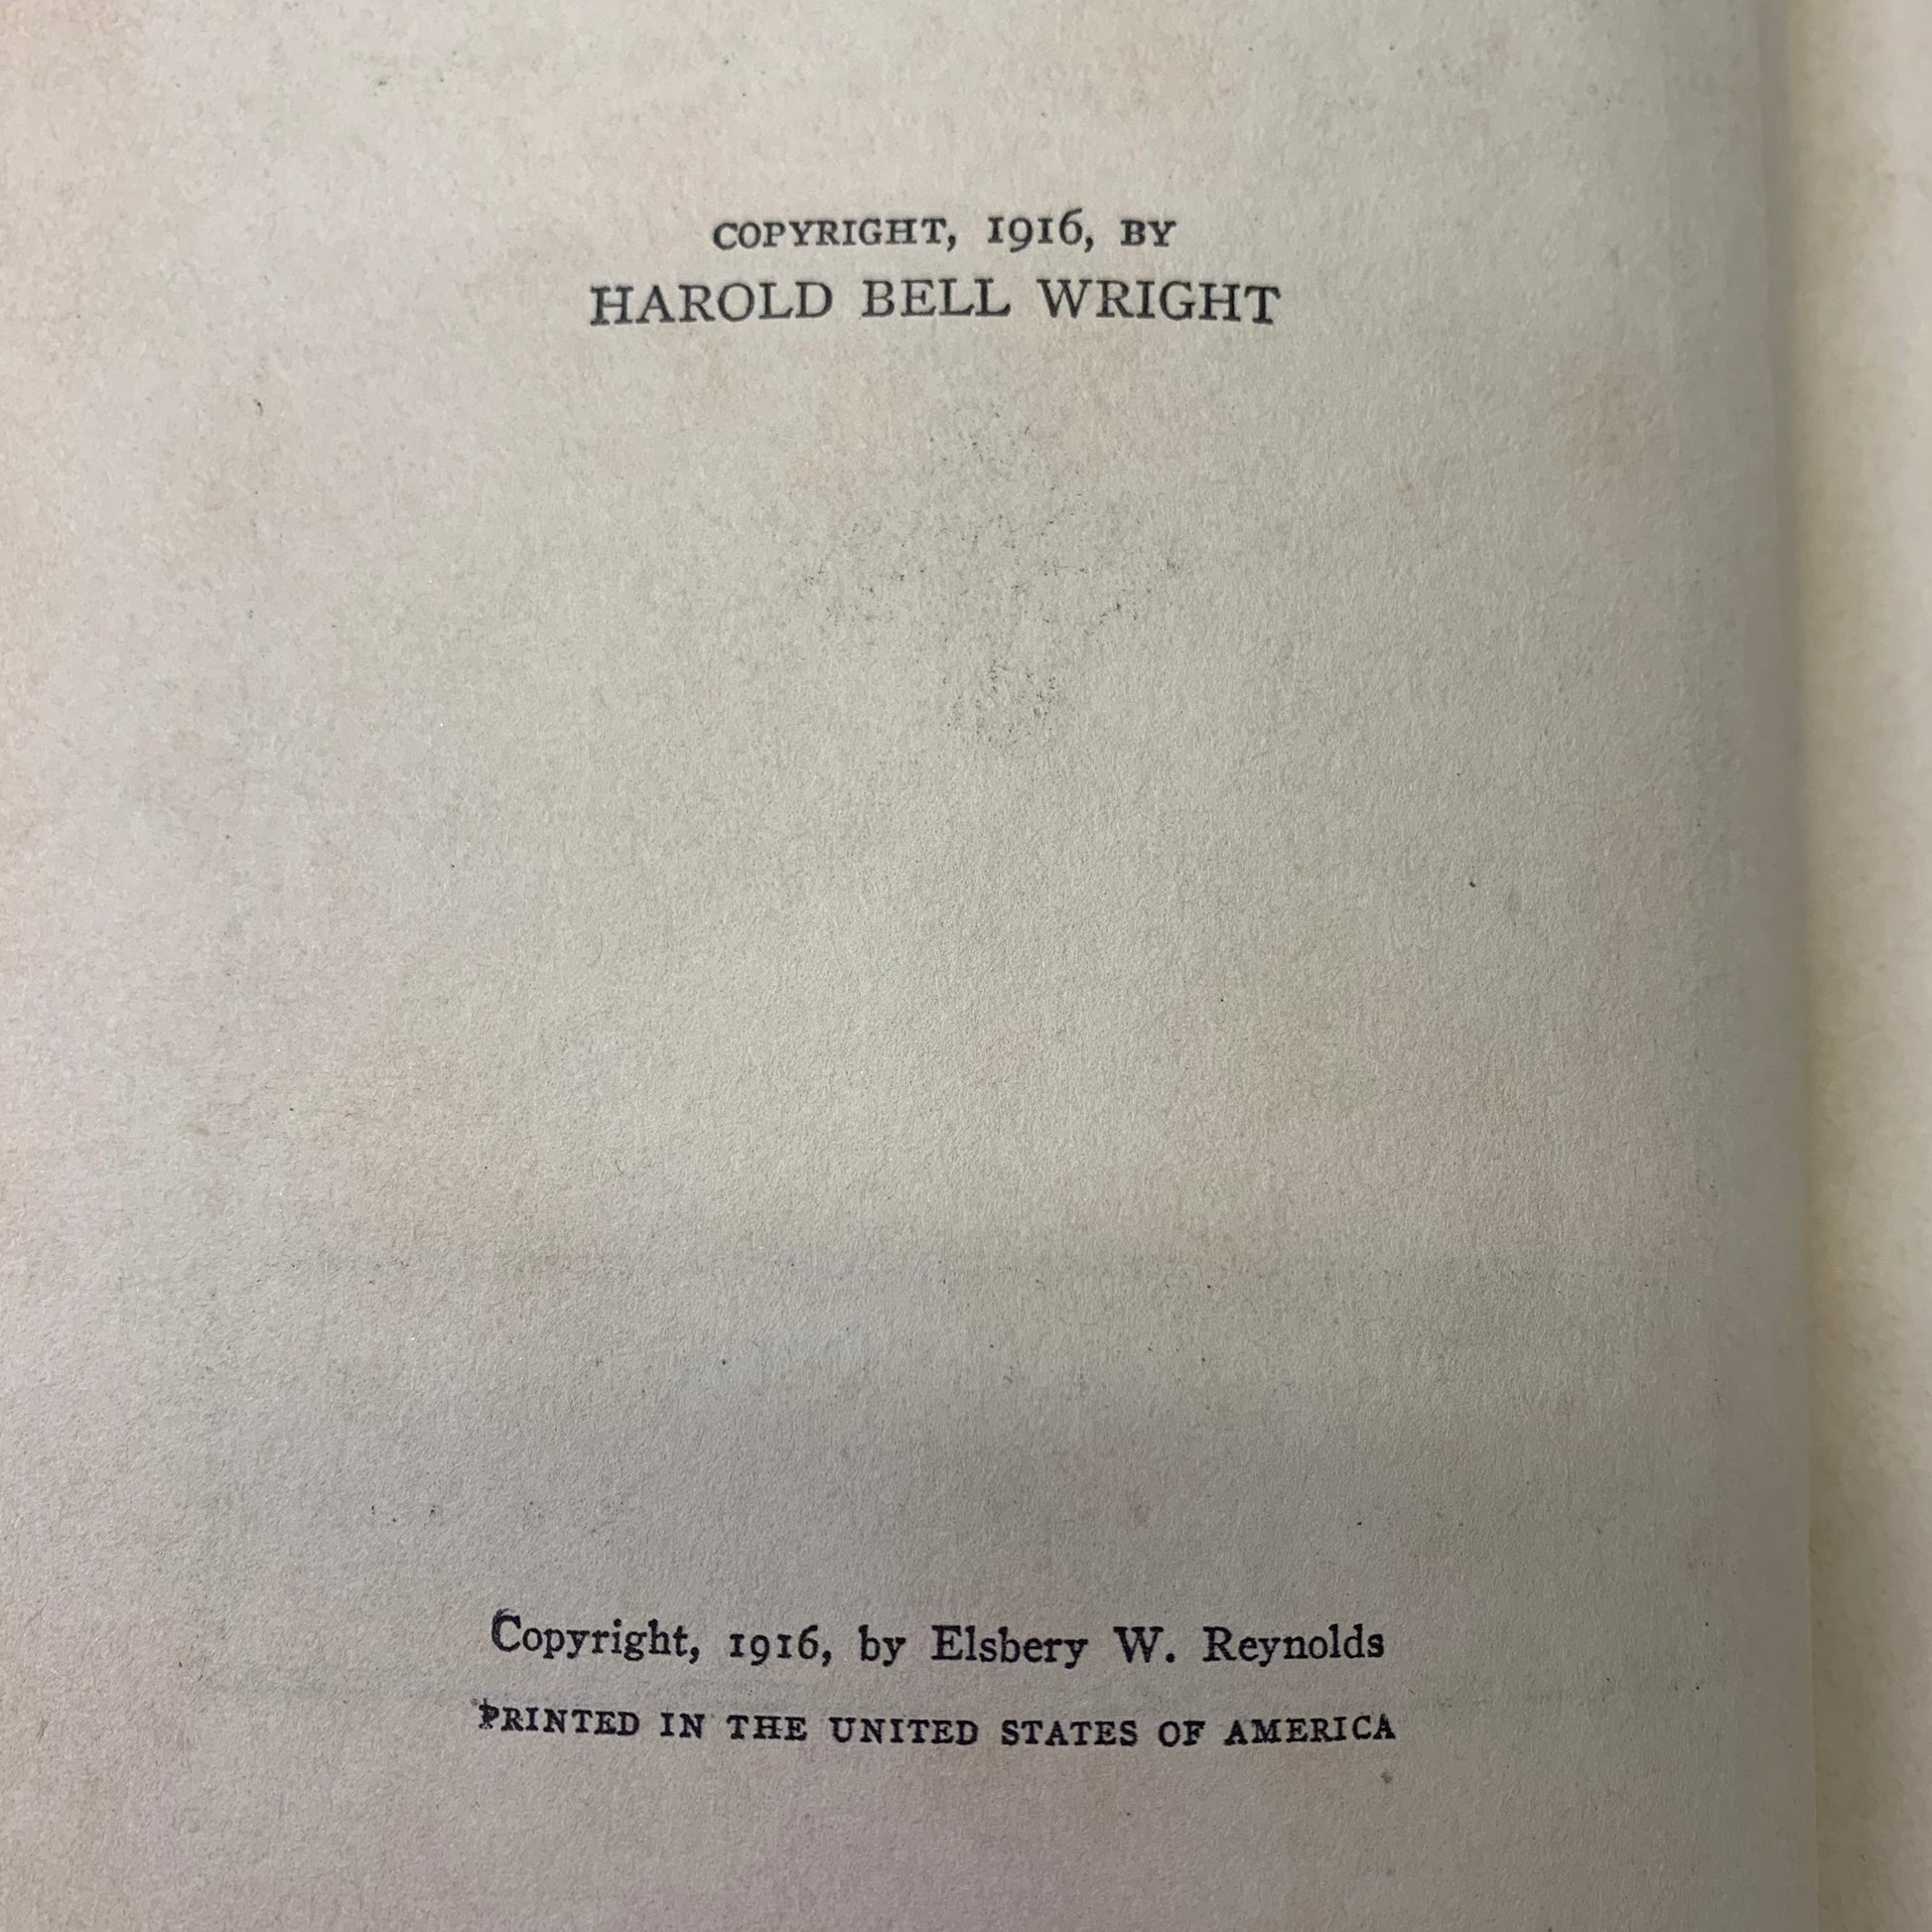 COPYRIGHT, 1916, BY
HAROLD BELL WRIGHT
Copyright, 1916, by Elsbery W. Reynolds
PRINTED IN THE UNITED STATES OF AMERICA